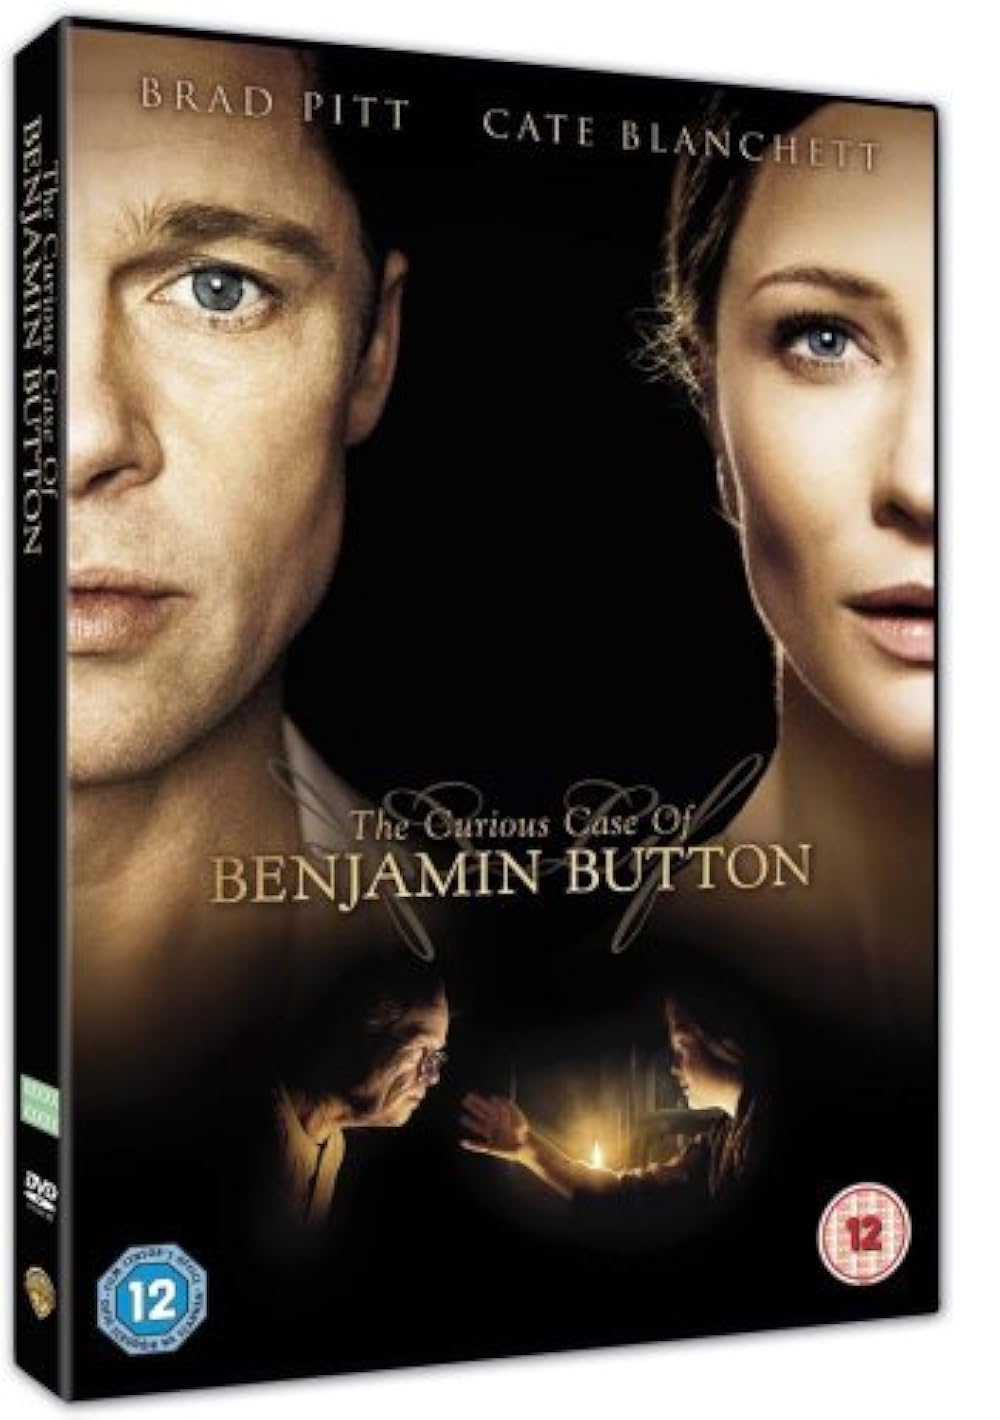 BRAD PITT CATE BLANCHETT
The Curious Case Of
BENJAMIN BUTTON
12
12
The Curious Case Of
BENJAMIN BUTTON
DVD